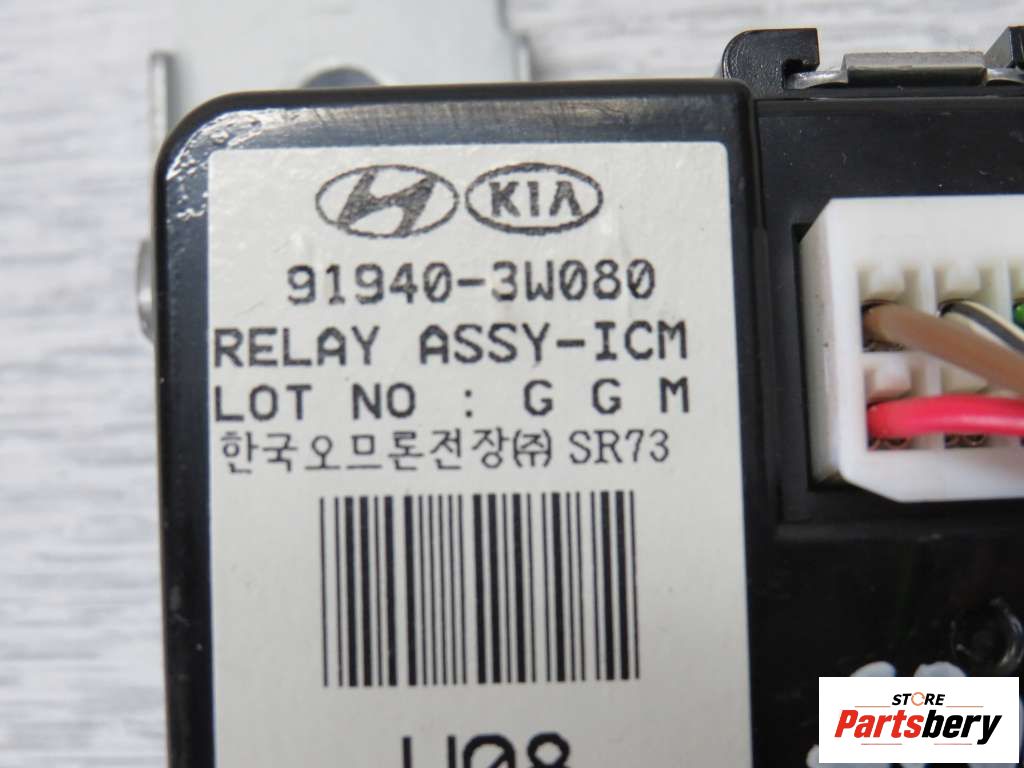 KIA
91940-3W080
RELAY ASSY-ICM
LOT NO : G G M
한국오므론전장㈜ SR73
STORE
Partsbery